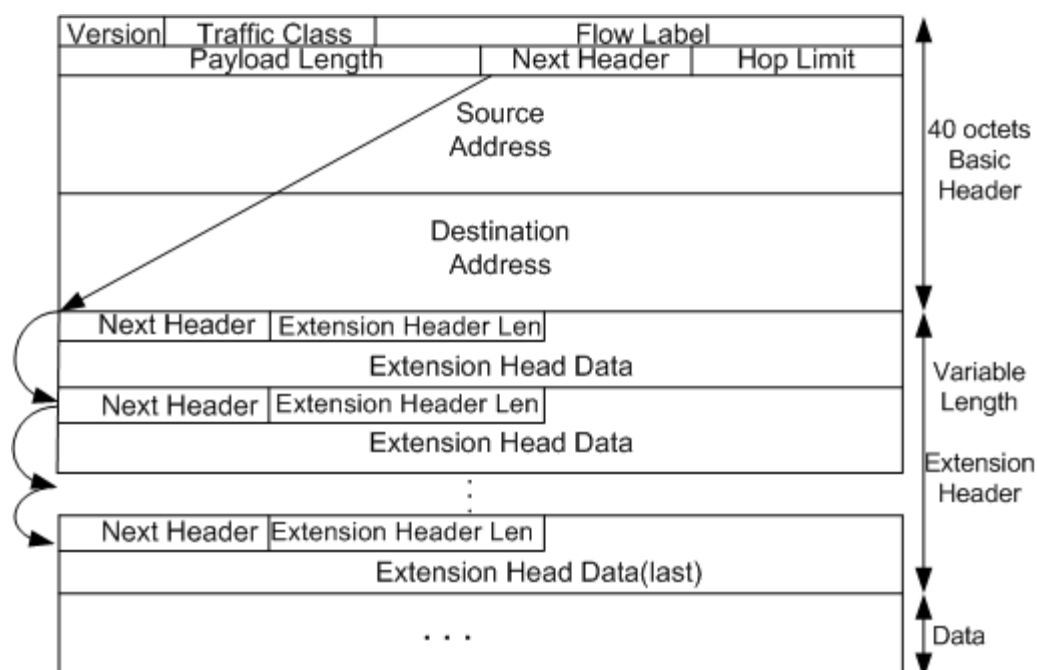 Version Traffic Class Flow Label
Payload Length Next Header Hop Limit
Source
Address
40 octets
Basic
Header
Destination
Address
Next Header Extension Header Len
Extension Head Data
Next Header Extension Header Len
Extension Head Data
Variable
Length
Extension
Header
Next Header Extension Header Len
Extension Head Data(last)
. . .
Data